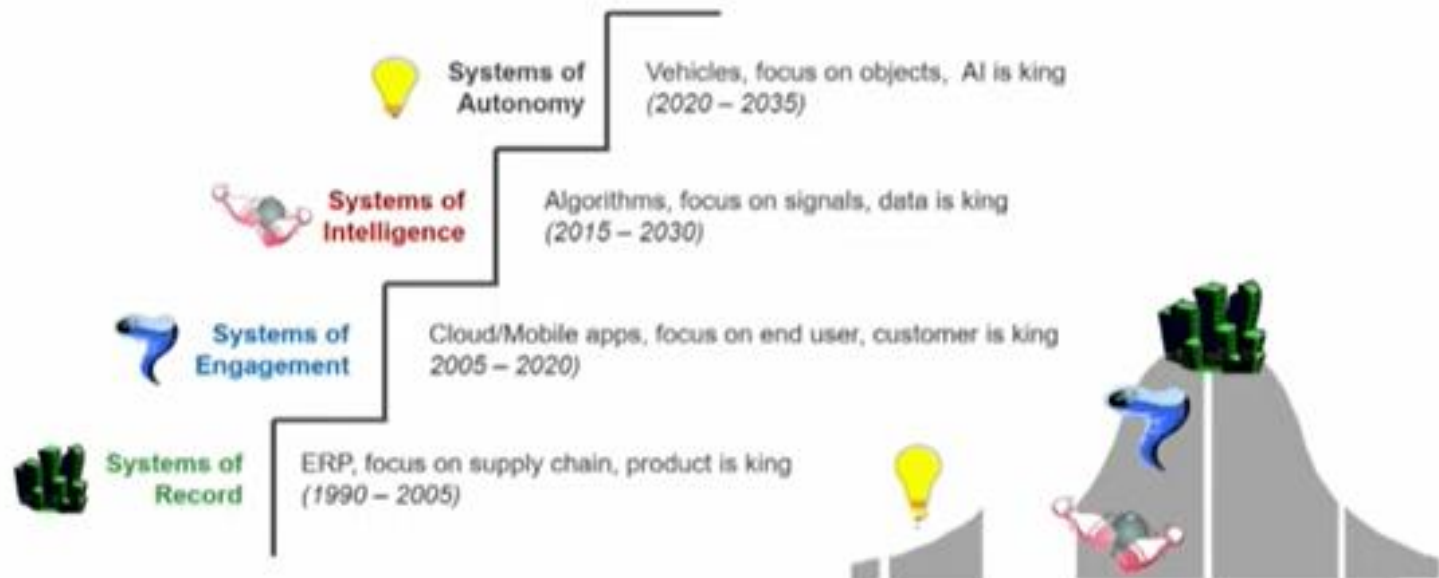 Systems of
Autonomy
Vehicles, focus on objects, AI is king
(2020 – 2035)
Systems of
Intelligence
Algorithms, focus on signals, data is king
(2015 – 2030)
Systems of
Engagement
Cloud/Mobile apps, focus on end user, customer is king
2005 – 2020)
Systems of
Record
ERP, focus on supply chain, product is king
(1990 – 2005)